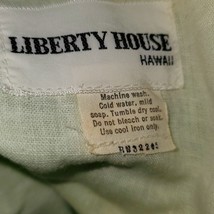 LIBERTY HOUSE
HAWAII
Machine wash.
Cold water, mild
soap. Tumble dry cool.
Do not bleach or soak.
Use cool iron only.